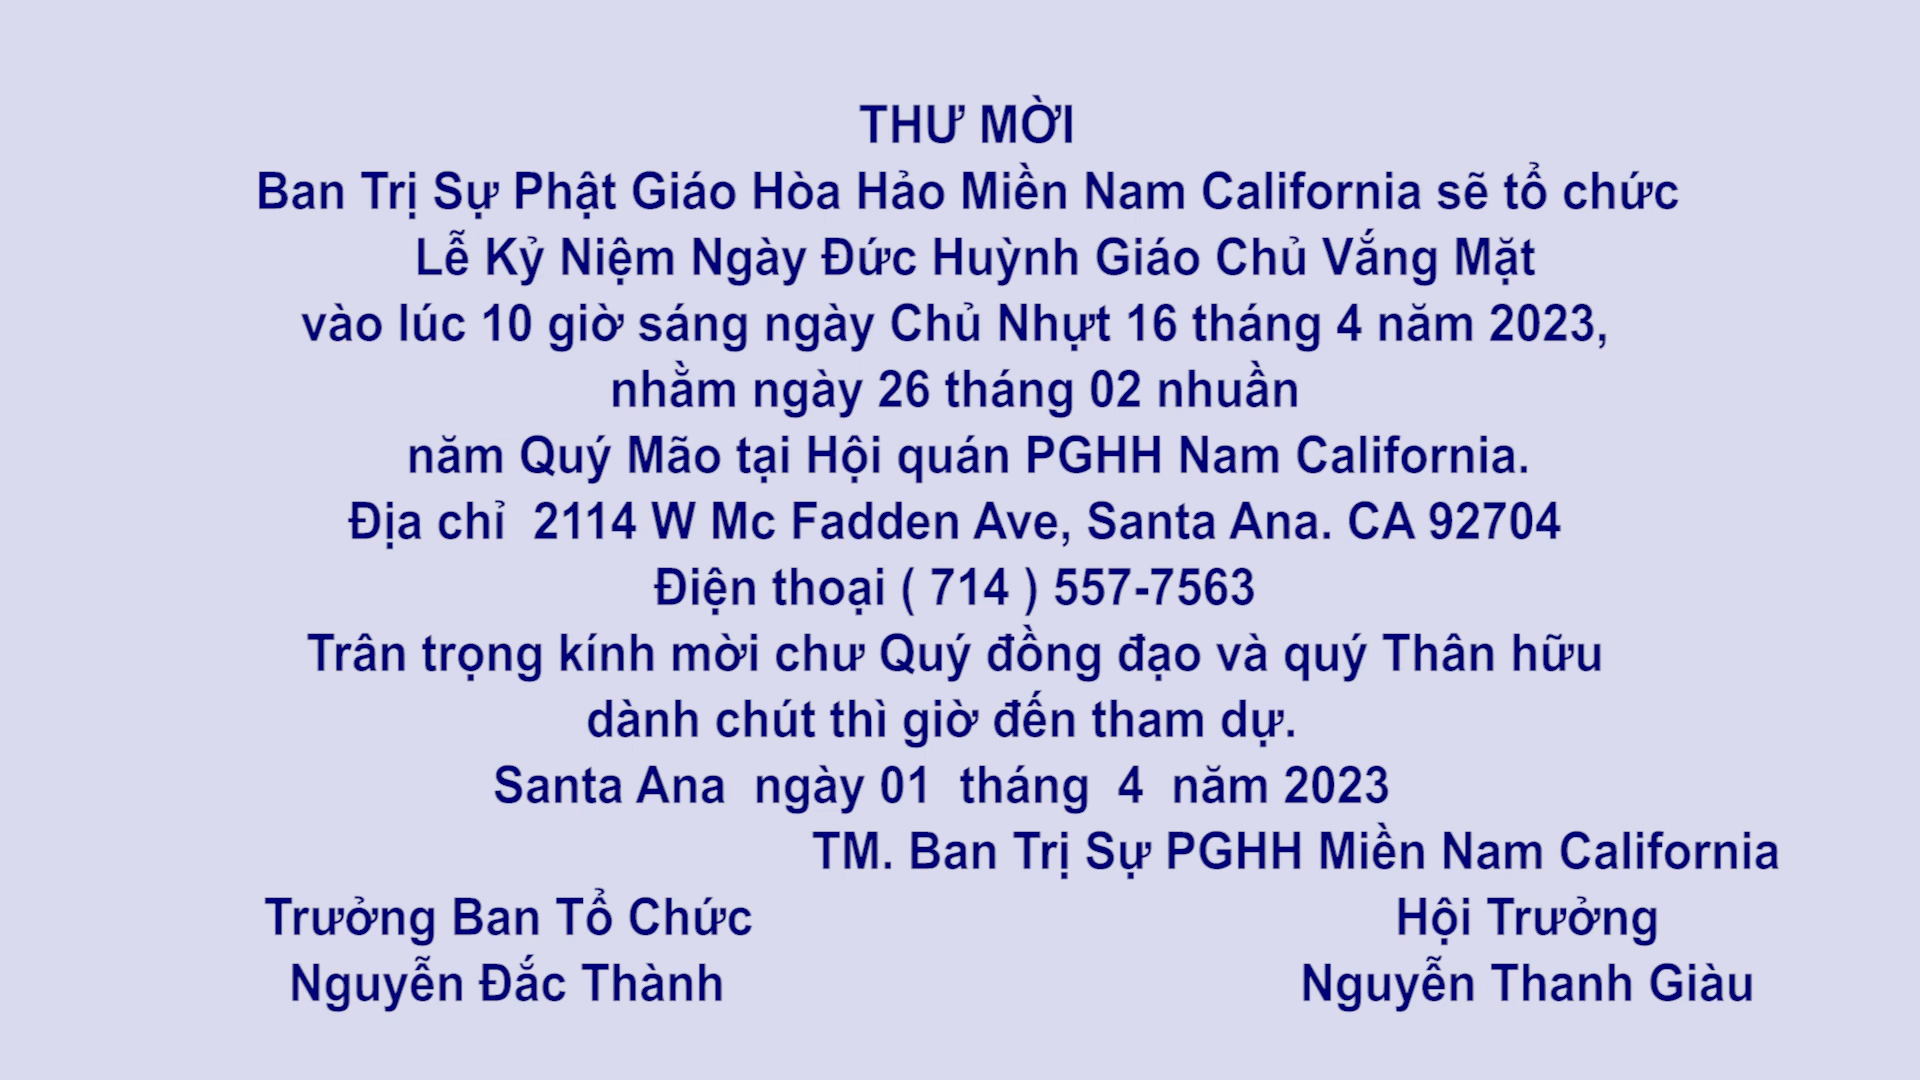 THƯ MỜI
Ban Trị Sự Phật Giáo Hòa Hảo Miền Nam California sẽ tổ chức
Lễ Kỷ Niệm Ngày Đức Huỳnh Giáo Chủ Vắng Mặt
vào lúc 10 giờ sáng ngày Chủ Nhựt 16 tháng 4 năm 2023,
nhằm ngày 26 tháng 02 nhuần
năm Quý Mão tại Hội quán PGHH Nam California.
Địa chỉ  2114 W Mc Fadden Ave, Santa Ana. CA 92704
Điện thoại ( 714 ) 557-7563
Trân trọng kính mời chư Quý đồng đạo và quý Thân hữu
dành chút thì giờ đến tham dự.
Santa Ana  ngày 01  tháng  4  năm 2023
TM. Ban Trị Sự PGHH Miền Nam California
Trưởng Ban Tổ Chức Hội Trưởng
Nguyễn Đắc Thành Nguyễn Thanh Giàu